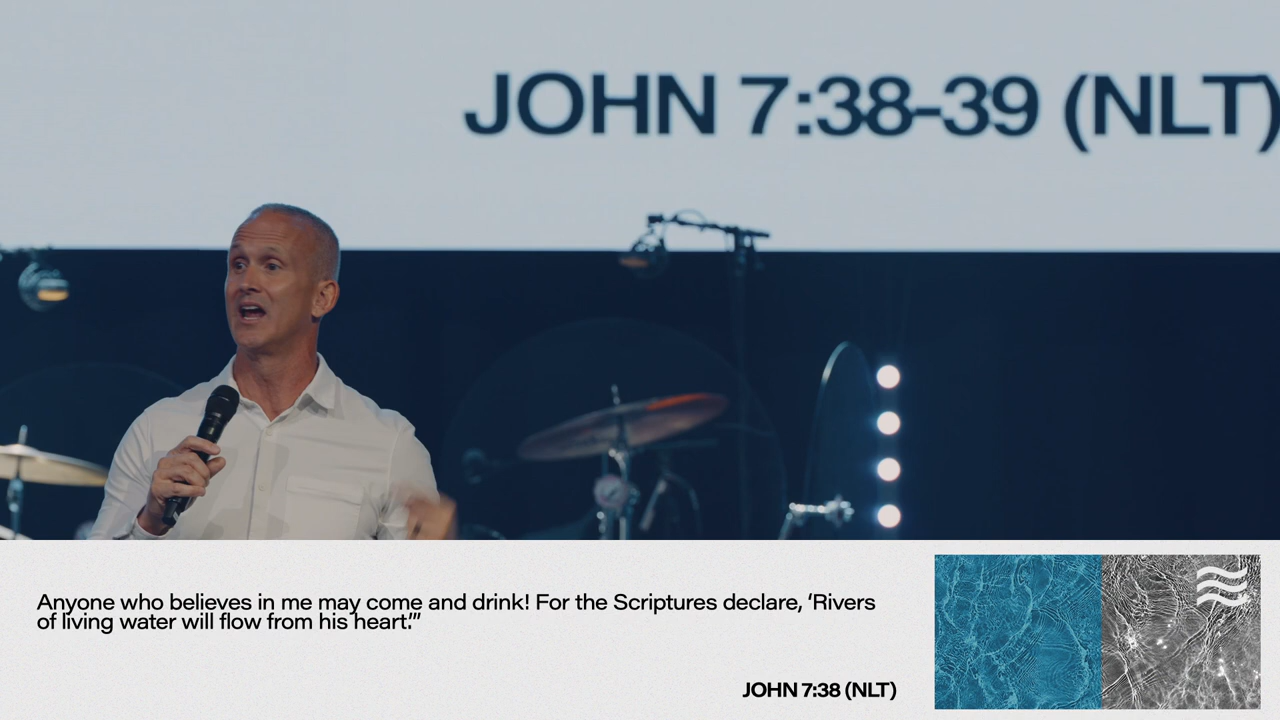 JOHN 7:38-39 (NLT)
Anyone who believes in me may come and drink! For the Scriptures declare, ‘Rivers
of living water will flow from his heart.’”
JOHN 7:38 (NLT)